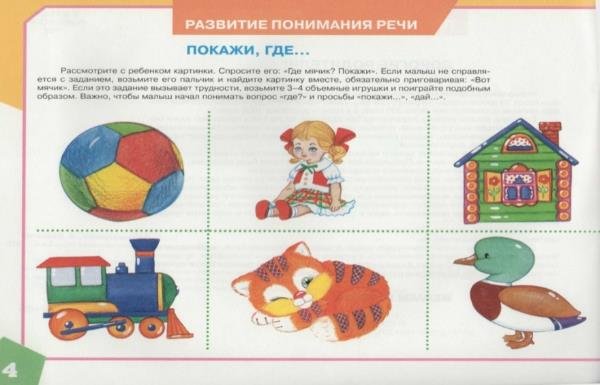 РАЗВИТИЕ ПОНИМАНИЯ РЕЧИ
ПОКАЖИ, ГДЕ...
Рассмотрите с ребенком картинки. Спросите его: «Где мячик? Покажи». Если малыш не справля-
ется с заданием, возьмите его пальчик и найдите картинку вместе, обязательно приговаривая: «Вот
мячик». Если это задание вызывает трудности, возьмите 3–4 объемные игрушки и поиграйте подобным
образом. Важно, чтобы малыш начал понимать вопрос «где?» и просьбы «покажи...», «дай...».
4